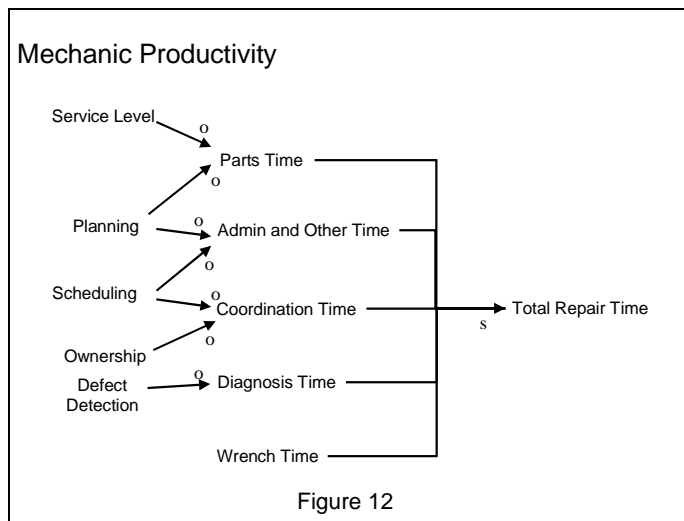 Mechanic Productivity
Service Level
o
Parts Time
o
Planning
o
Admin and Other Time
o
Scheduling
o
Coordination Time
Total Repair Time
s
o
Ownership
Defect
Detection
o
Diagnosis Time
Wrench Time
Figure 12